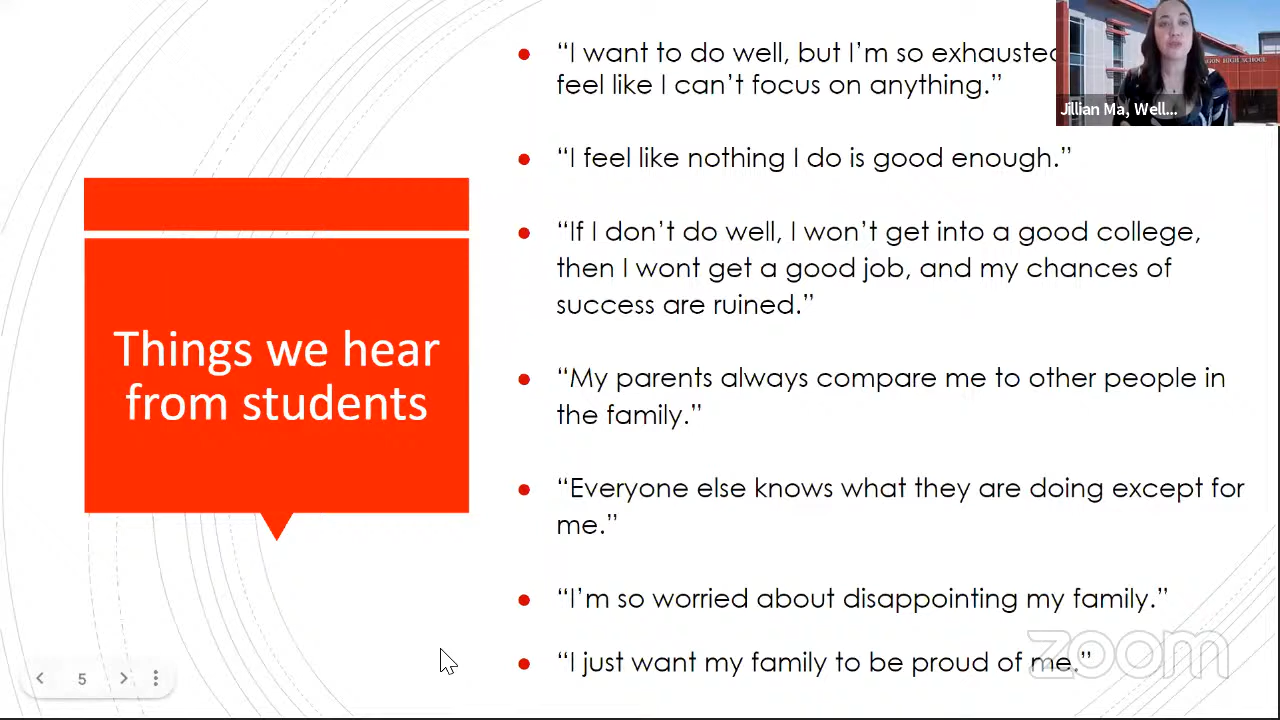 Things we hear
from students
“I want to do well, but I’m so exhausted
feel like I can’t focus on anything.”
“I feel like nothing I do is good enough.”
“If I don’t do well, I won’t get into a good college,
then I wont get a good job, and my chances of
success are ruined.”
“My parents always compare me to other people in
the family.”
“Everyone else knows what they are doing except for
me.”
“I’m so worried about disappointing my family.”
“I just want my family to be proud of me.”
HIGH SCHOOL
Jillian Ma, Well...
5
zoom